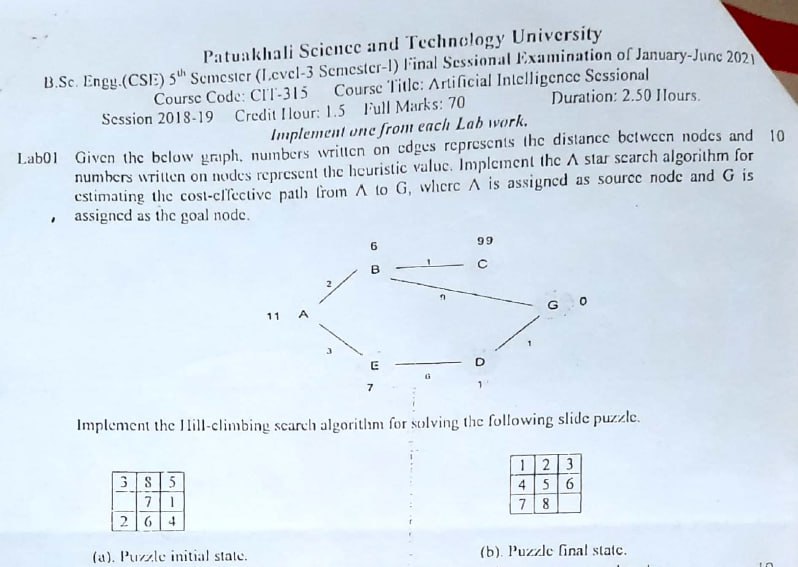 Patuakhali Science and Technology University
B.Sc. Engg.(CSE) 5th Semester (Level-3 Semester-I) Final Sessional Examination of January-June 2021
Course Code: CIT-315 Course Title: Artificial Intelligence Sessional
Session 2018-19 Credit Hour: 1.5 Full Marks: 70 Duration: 2.50 Hours.
Implement one from each Lab work.
Lab01 Given the below graph, numbers written on edges represents the distance between nodes and 10
numbers written on nodes represent the heuristic value. Implement the A star search algorithm for
estimating the cost-effective path from A to G, where A is assigned as source node and G is
assigned as the goal node.
6 99
B 1 C
2
9
G 0
11 A
3 1
E D
6
7 1
Implement the Hill-climbing search algorithm for solving the following slide puzzle.
3 8 5
7 1
2 6 4
1 2 3
4 5 6
7 8
(a). Puzzle initial state. (b). Puzzle final state.
10